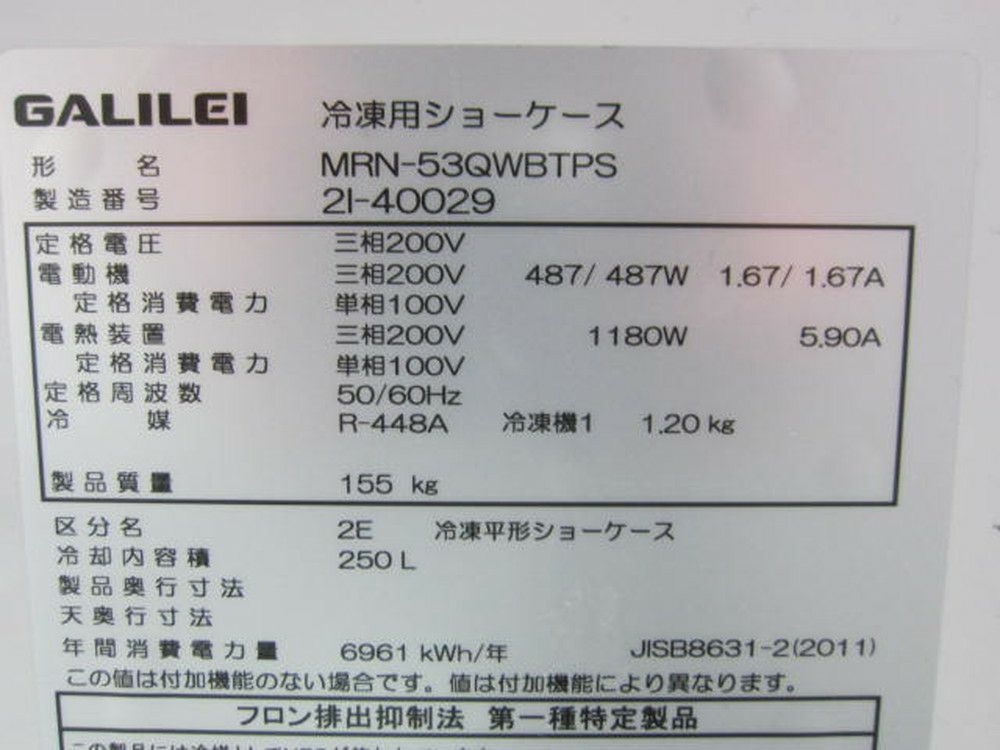 GALILEI 冷凍用ショーケース
形名 MRN-53QWBTPS
製造番号 2I-40029
定格電圧 三相200V
電動機 三相200V 487/ 487W 1.67/ 1.67A
定格消費電力 単相100V
電熱装置 三相200V 1180W 5.90A
定格消費電力 単相100V
定格周波数 50/60Hz
冷媒 R-448A 冷凍機1 1.20 kg
製品質量 155 kg
区分名 2E 冷凍平形ショーケース
冷却内容積 250 L
製品奥行寸法
天奥行寸法
年間消費電力量 6961 kWh/年 JISB8631-2(2011)
この値は付加機能のない場合です。値は付加機能により異なります。
フロン排出抑制法 第一種特定製品